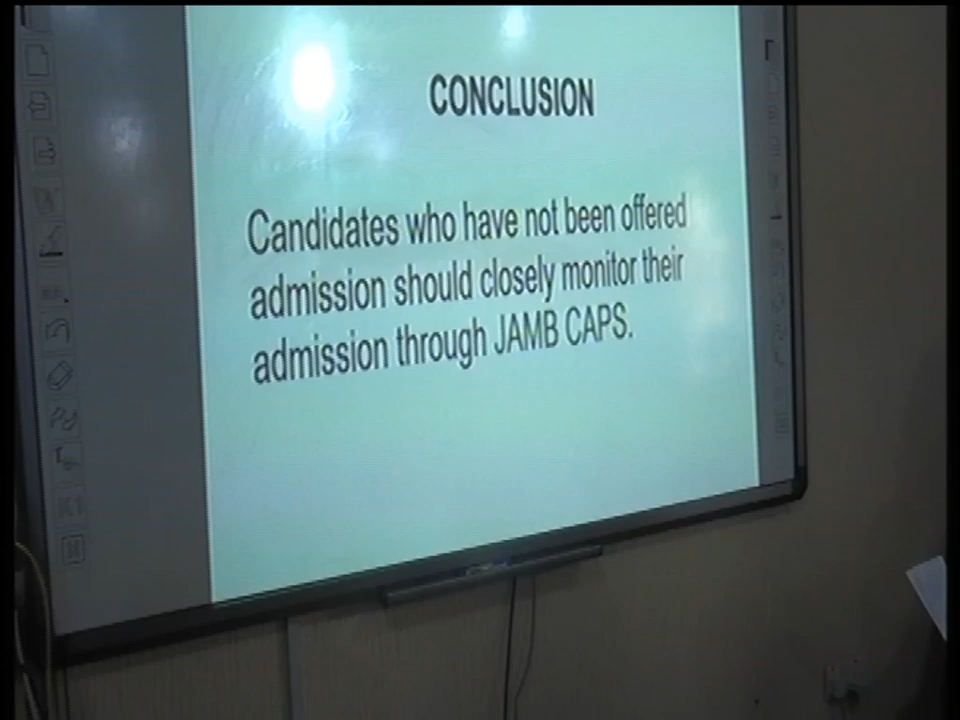 CONCLUSION
Candidates who have not been offered
admission should closely monitor their
admission through JAMB CAPS.